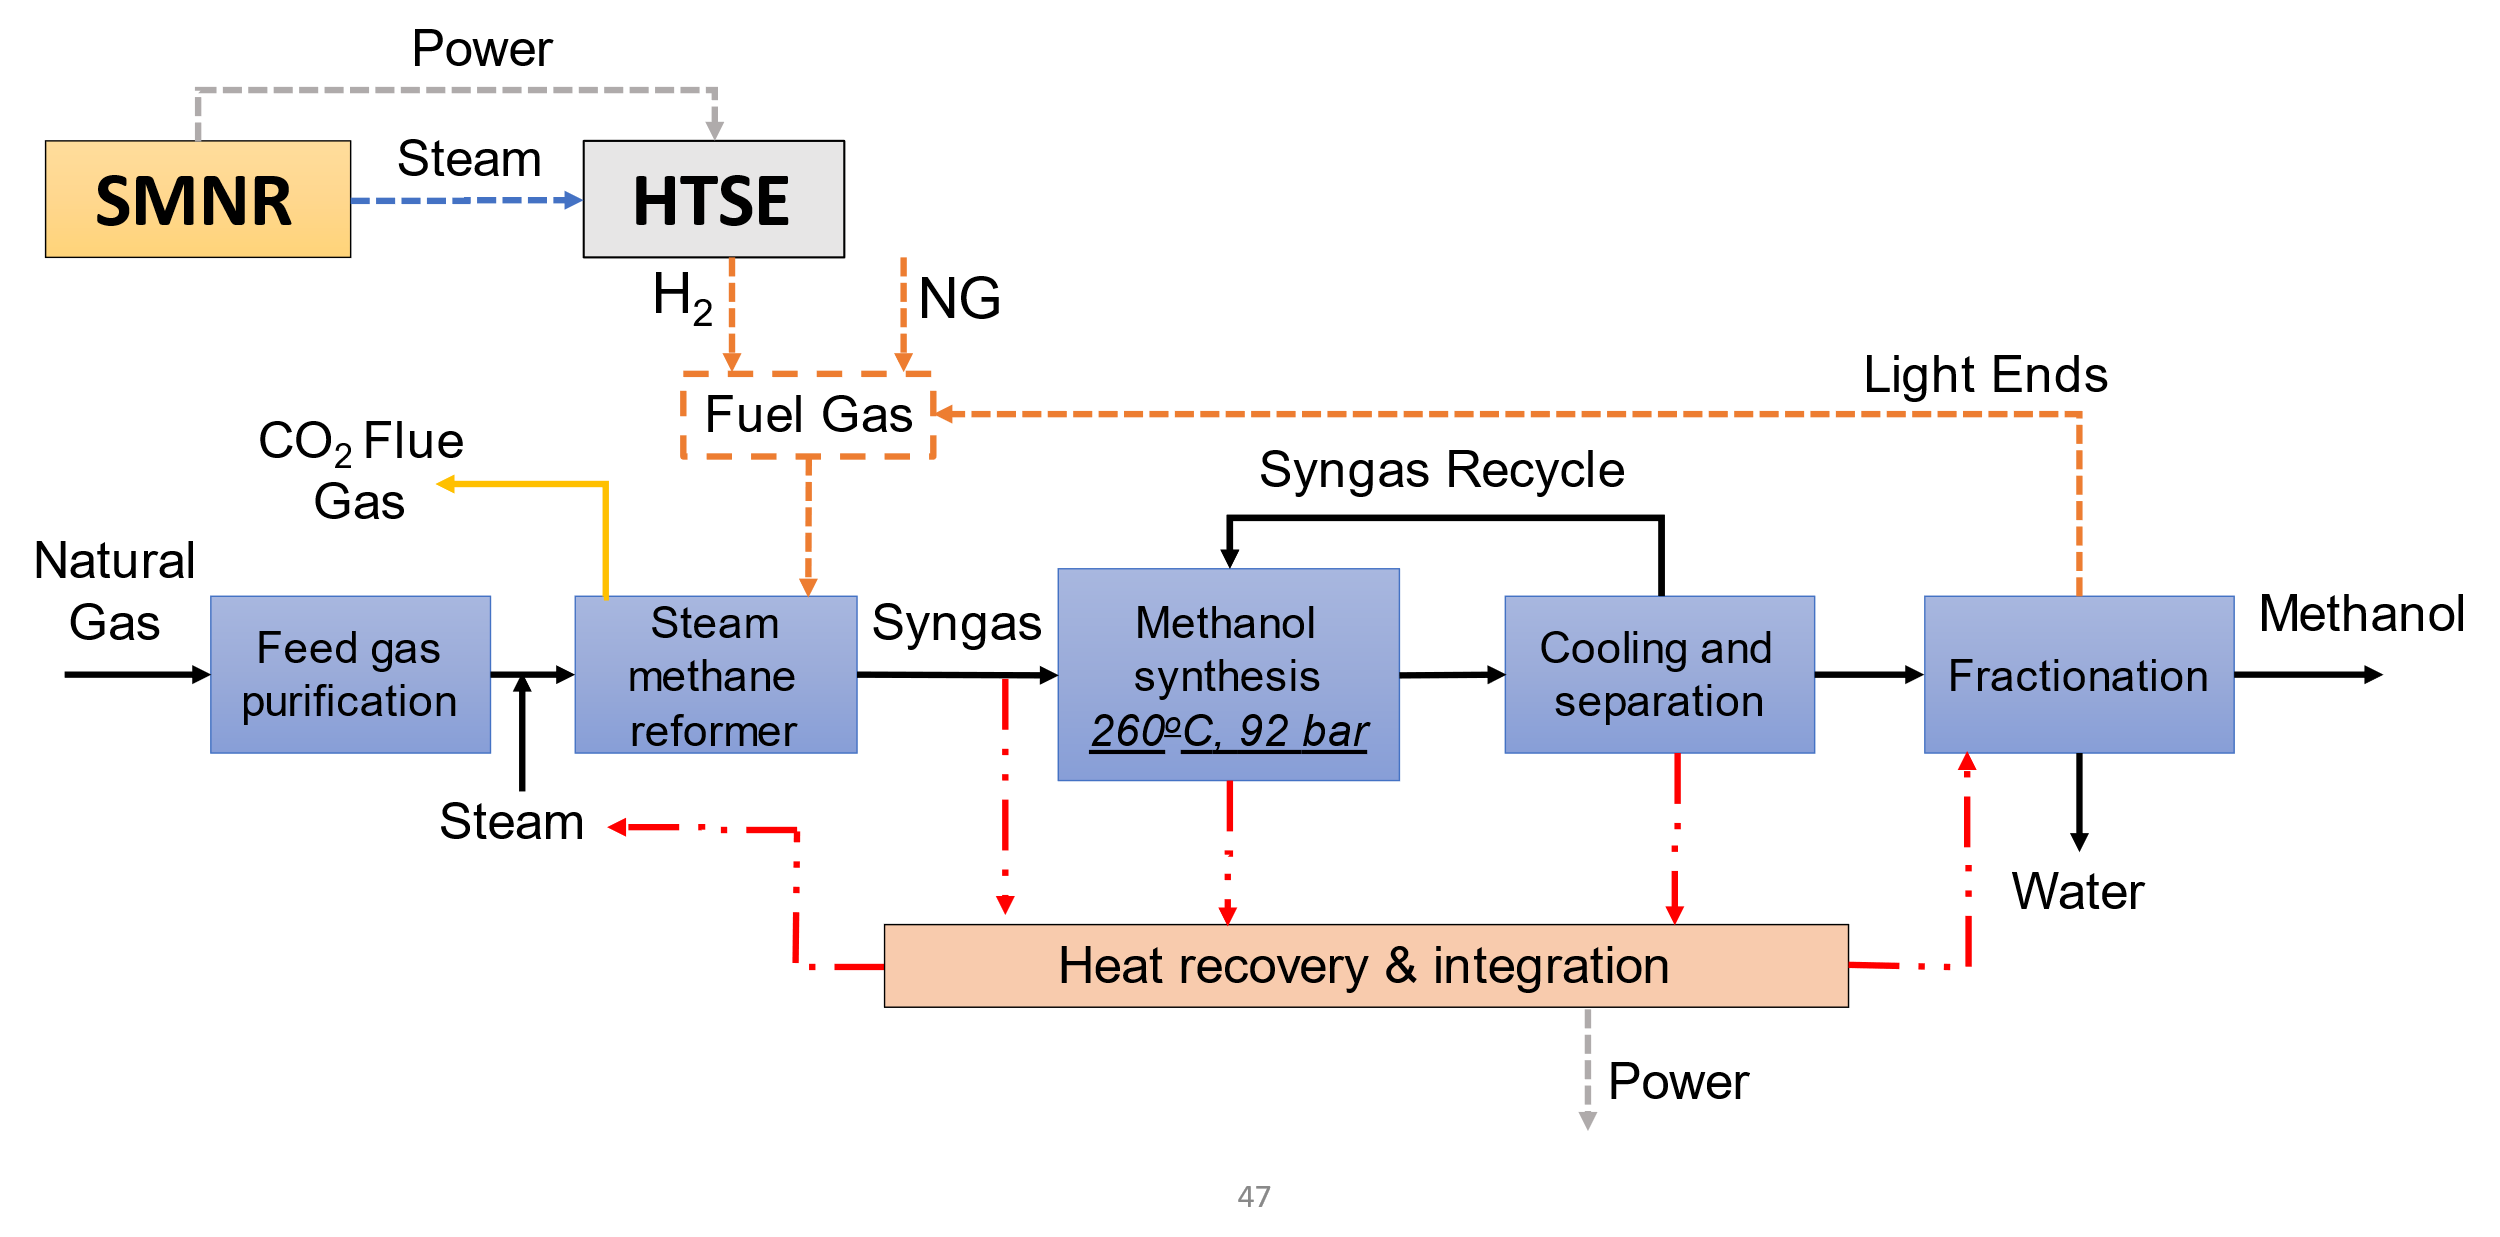 Power
SMNR
Steam
HTSE
H2
NG
Fuel Gas
Light Ends
CO2 Flue
Gas
Syngas Recycle
Natural
Gas
Feed gas
purification
Steam
methane
reformer
Syngas
Methanol
synthesis
260oC, 92 bar
Cooling and
separation
Fractionation
Methanol
Steam
Water
Heat recovery & integration
Power
47